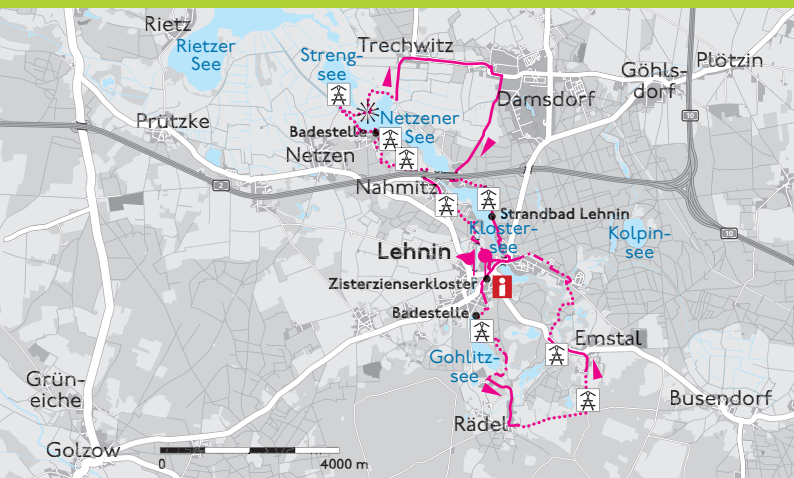 Rietz
Rietzer
See
Streng-
see
Trechwitz
Göhls-
dorf
Plötzin
Damsdorf
Prützke
Badestelle
Netzener
See
Netzen
10
2
Nahmitz
Strandbad Lehnin
Kloster-
see
Kolpin-
see
10
Lehnin
Zisterzienserkloster
i
Badestelle
Emstal
Gohlitz-
see
Grün-
eiche
Busendorf
Rädel
Golzow
0
4000 m